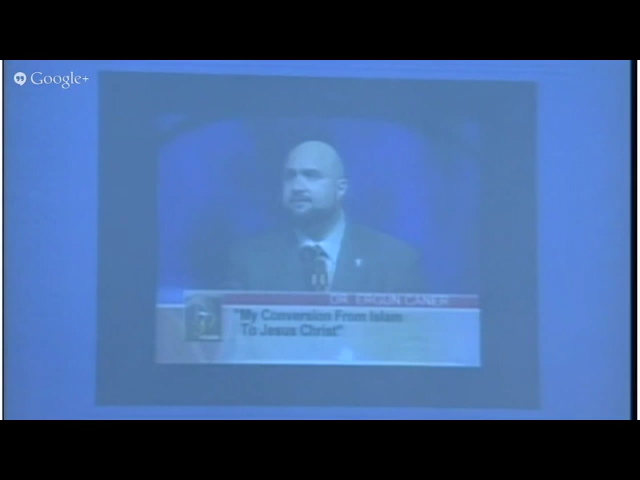 Google+
DR. ERGUN CANER
"My Conversion From Islam
To Jesus Christ"